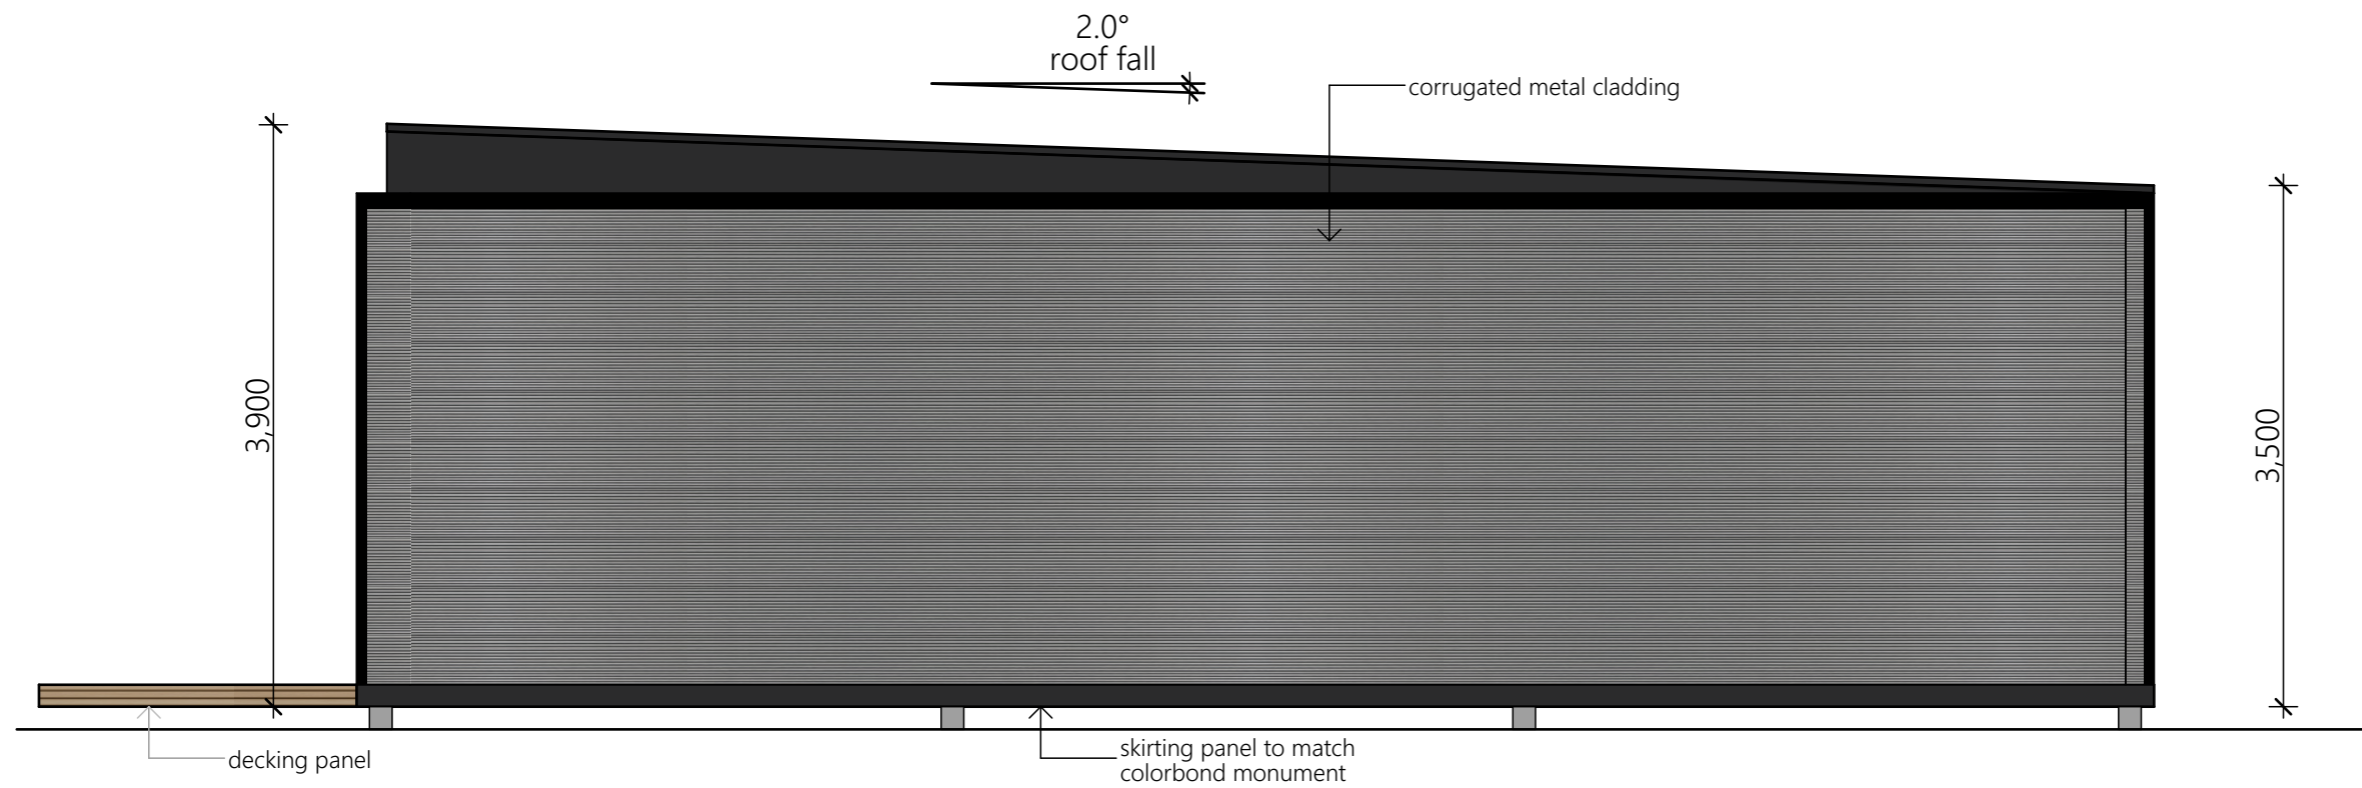 2.0°
roof fall
corrugated metal cladding
3,900
3,500
decking panel
skirting panel to match
colorbond monument